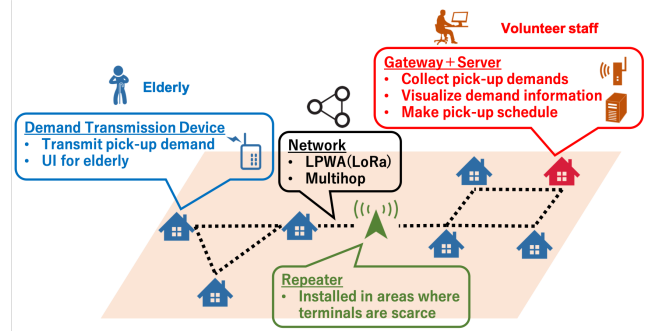 Volunteer staff
Gateway+Server
• Collect pick-up demands
• Visualize demand information
• Make pick-up schedule
Elderly
Demand Transmission Device
• Transmit pick-up demand
• UI for elderly
Network
• LPWA(LoRa)
• Multihop
Repeater
• Installed in areas where
terminals are scarce